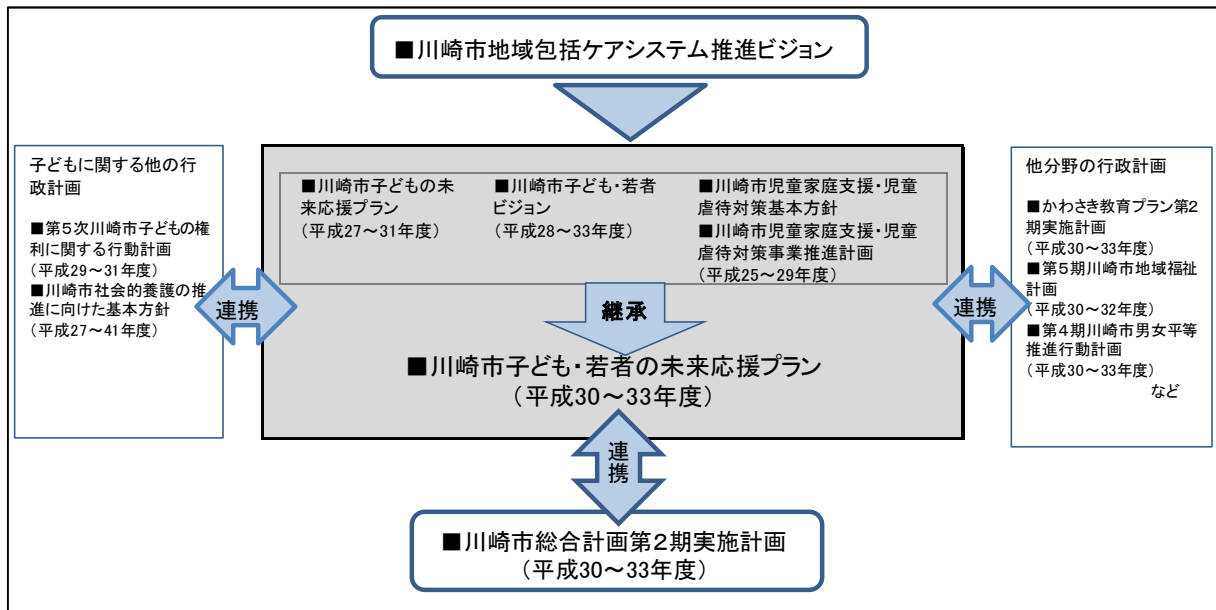 ■川崎市地域包括ケアシステム推進ビジョン
子どもに関する他の行
政計画
■第5次川崎市子どもの権
利に関する行動計画
(平成29~31年度)
■川崎市社会的養護の推
進に向けた基本方針
(平成27~41年度)
連携
■川崎市子どもの未
来応援プラン
(平成27~31年度)
■川崎市子ども・若者
ビジョン
(平成28~33年度)
■川崎市児童家庭支援・児童
虐待対策基本方針
■川崎市児童家庭支援・児童
虐待対策事業推進計画
(平成25~29年度)
継承
■川崎市子ども・若者の未来応援プラン
(平成30~33年度)
連携
他分野の行政計画
■かわさき教育プラン第2
期実施計画
(平成30~33年度)
■第5期川崎市地域福祉
計画
(平成30~32年度)
■第4期川崎市男女平等
推進行動計画
(平成30~33年度)
など
連携
■川崎市総合計画第2期実施計画
(平成30~33年度)